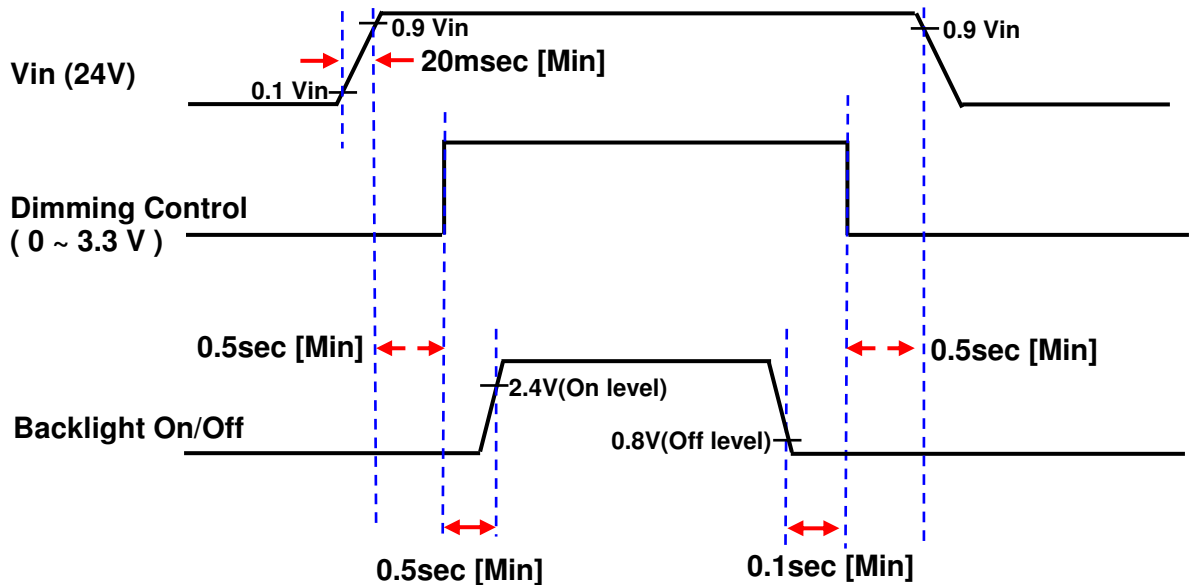 0.9 Vin
0.9 Vin
20msec [Min]
Vin (24V)
0.1 Vin
Dimming Control
( 0 ~ 3.3 V )
0.5sec [Min]
0.5sec [Min]
2.4V(On level)
Backlight On/Off
0.8V(Off level)
0.5sec [Min]
0.1sec [Min]